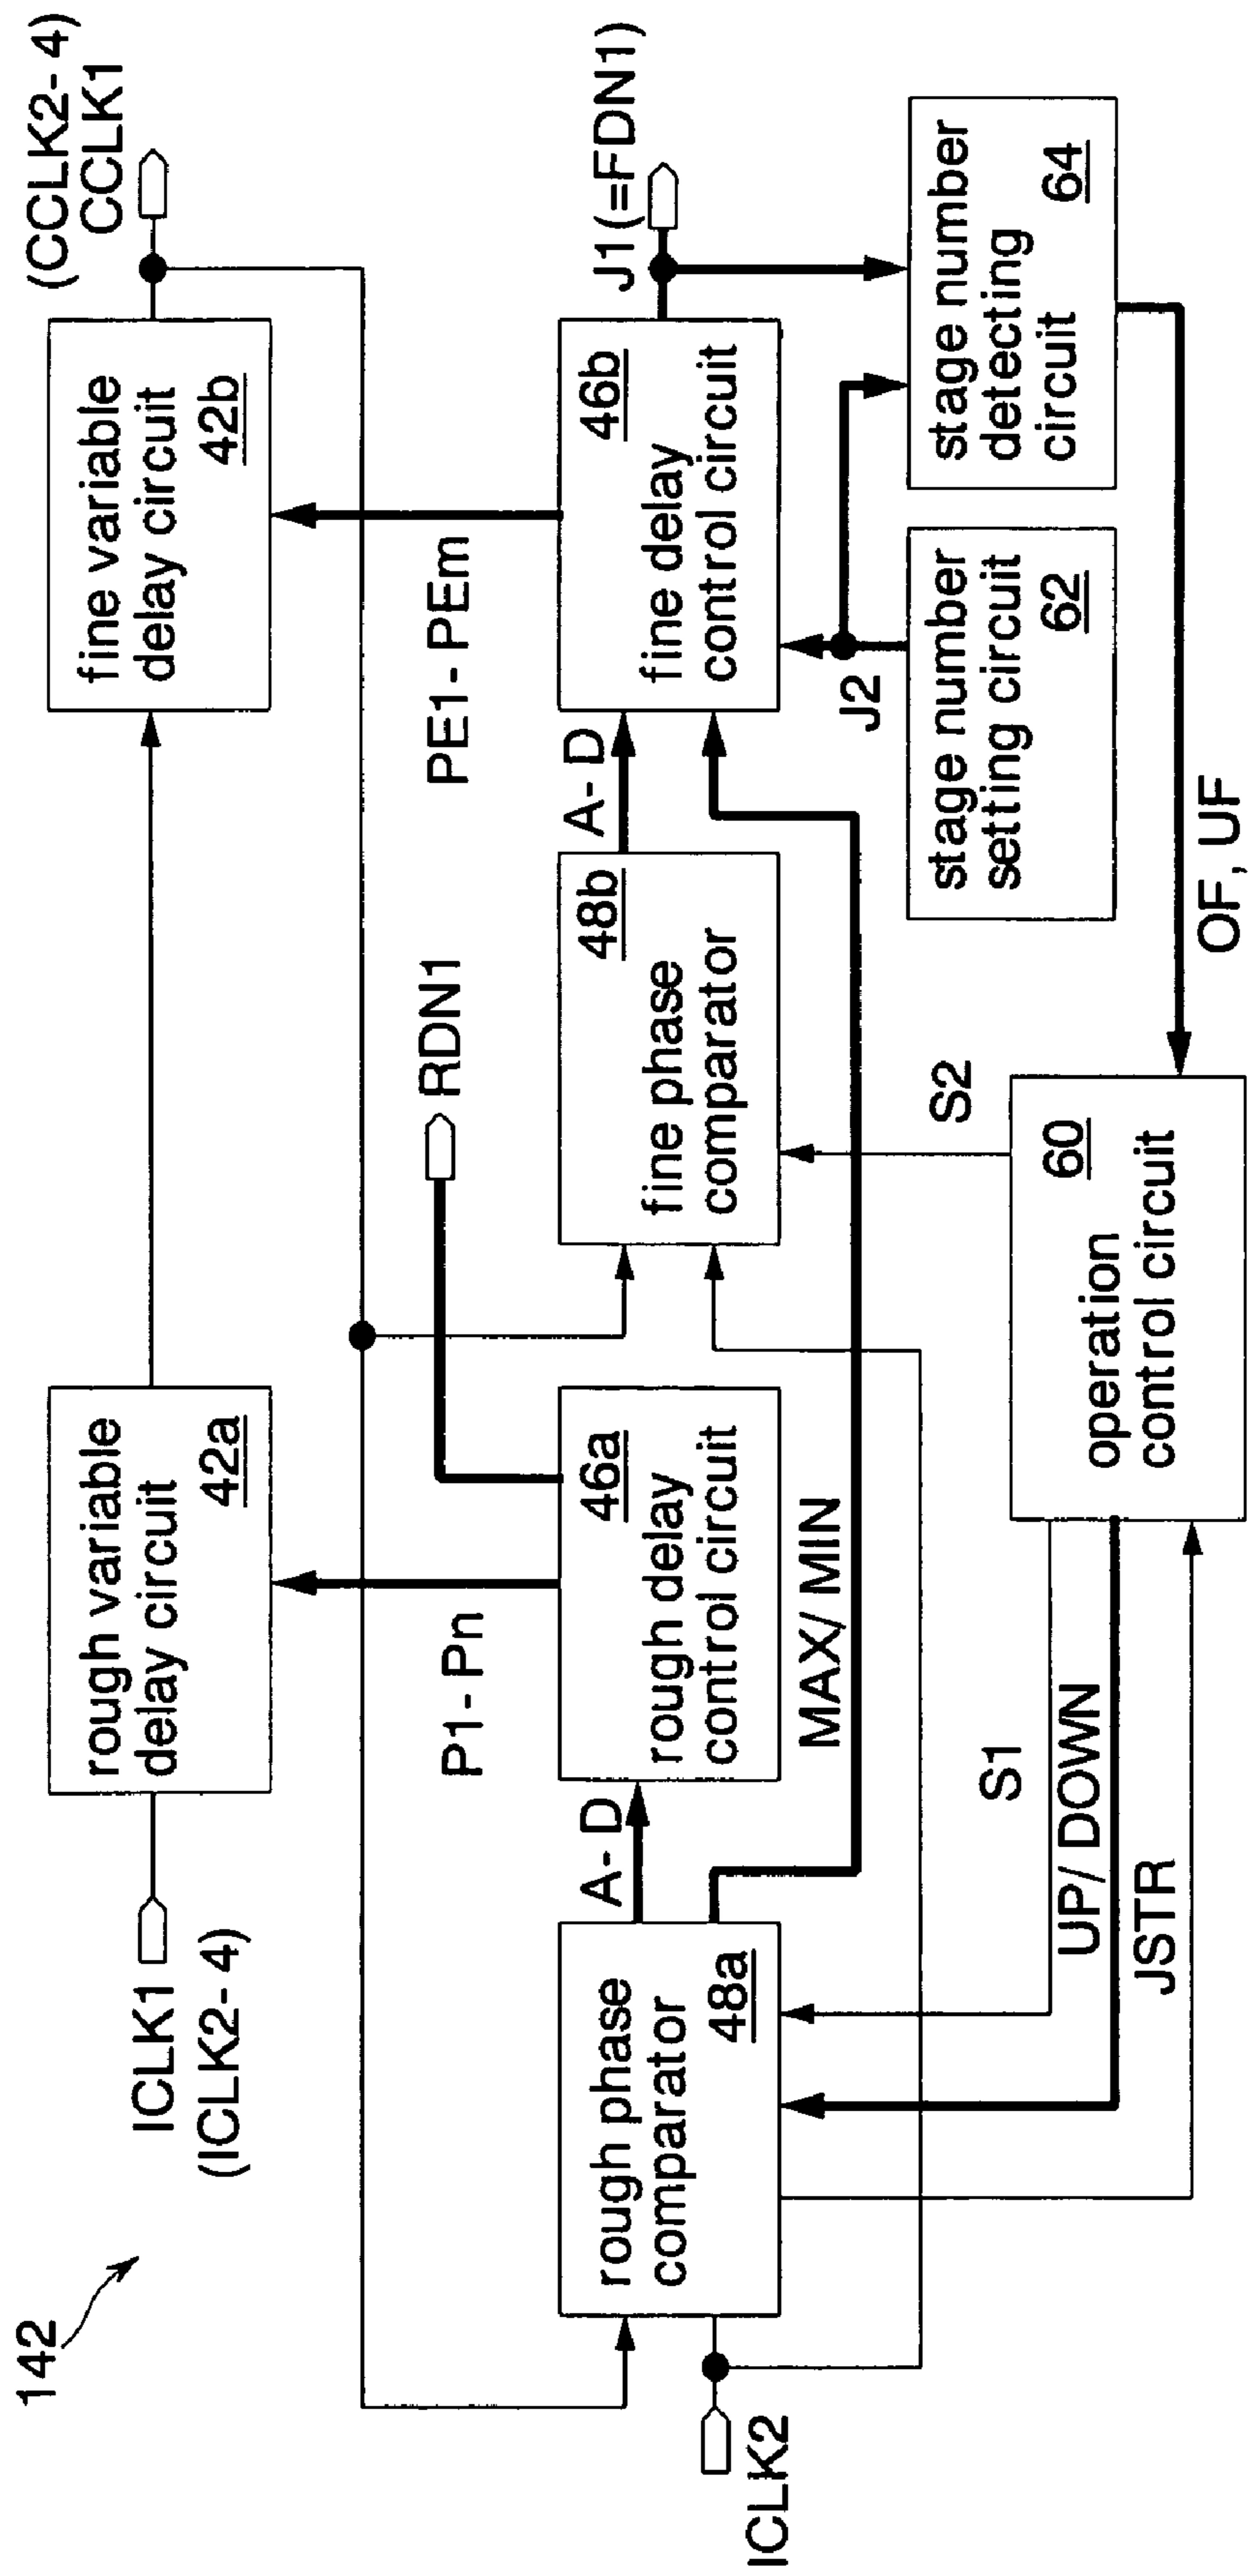 142
ICLK1
(ICLK2- 4)
rough variable
delay circuit
42a
fine variable
delay circuit
42b
(CCLK2- 4)
CCLK1
P1- Pn
RDN1
PE1- PEm
ICLK2
rough phase
comparator
48a
A- D
rough delay
control circuit
46a
fine phase
comparator
48b
A- D
fine delay
control circuit
46b
J1 (=FDN1)
MAX/ MIN
J2
S1
UP/ DOWN
JSTR
S2
operation
control circuit
60
stage number
setting circuit
62
stage number
detecting
circuit
64
OF, UF